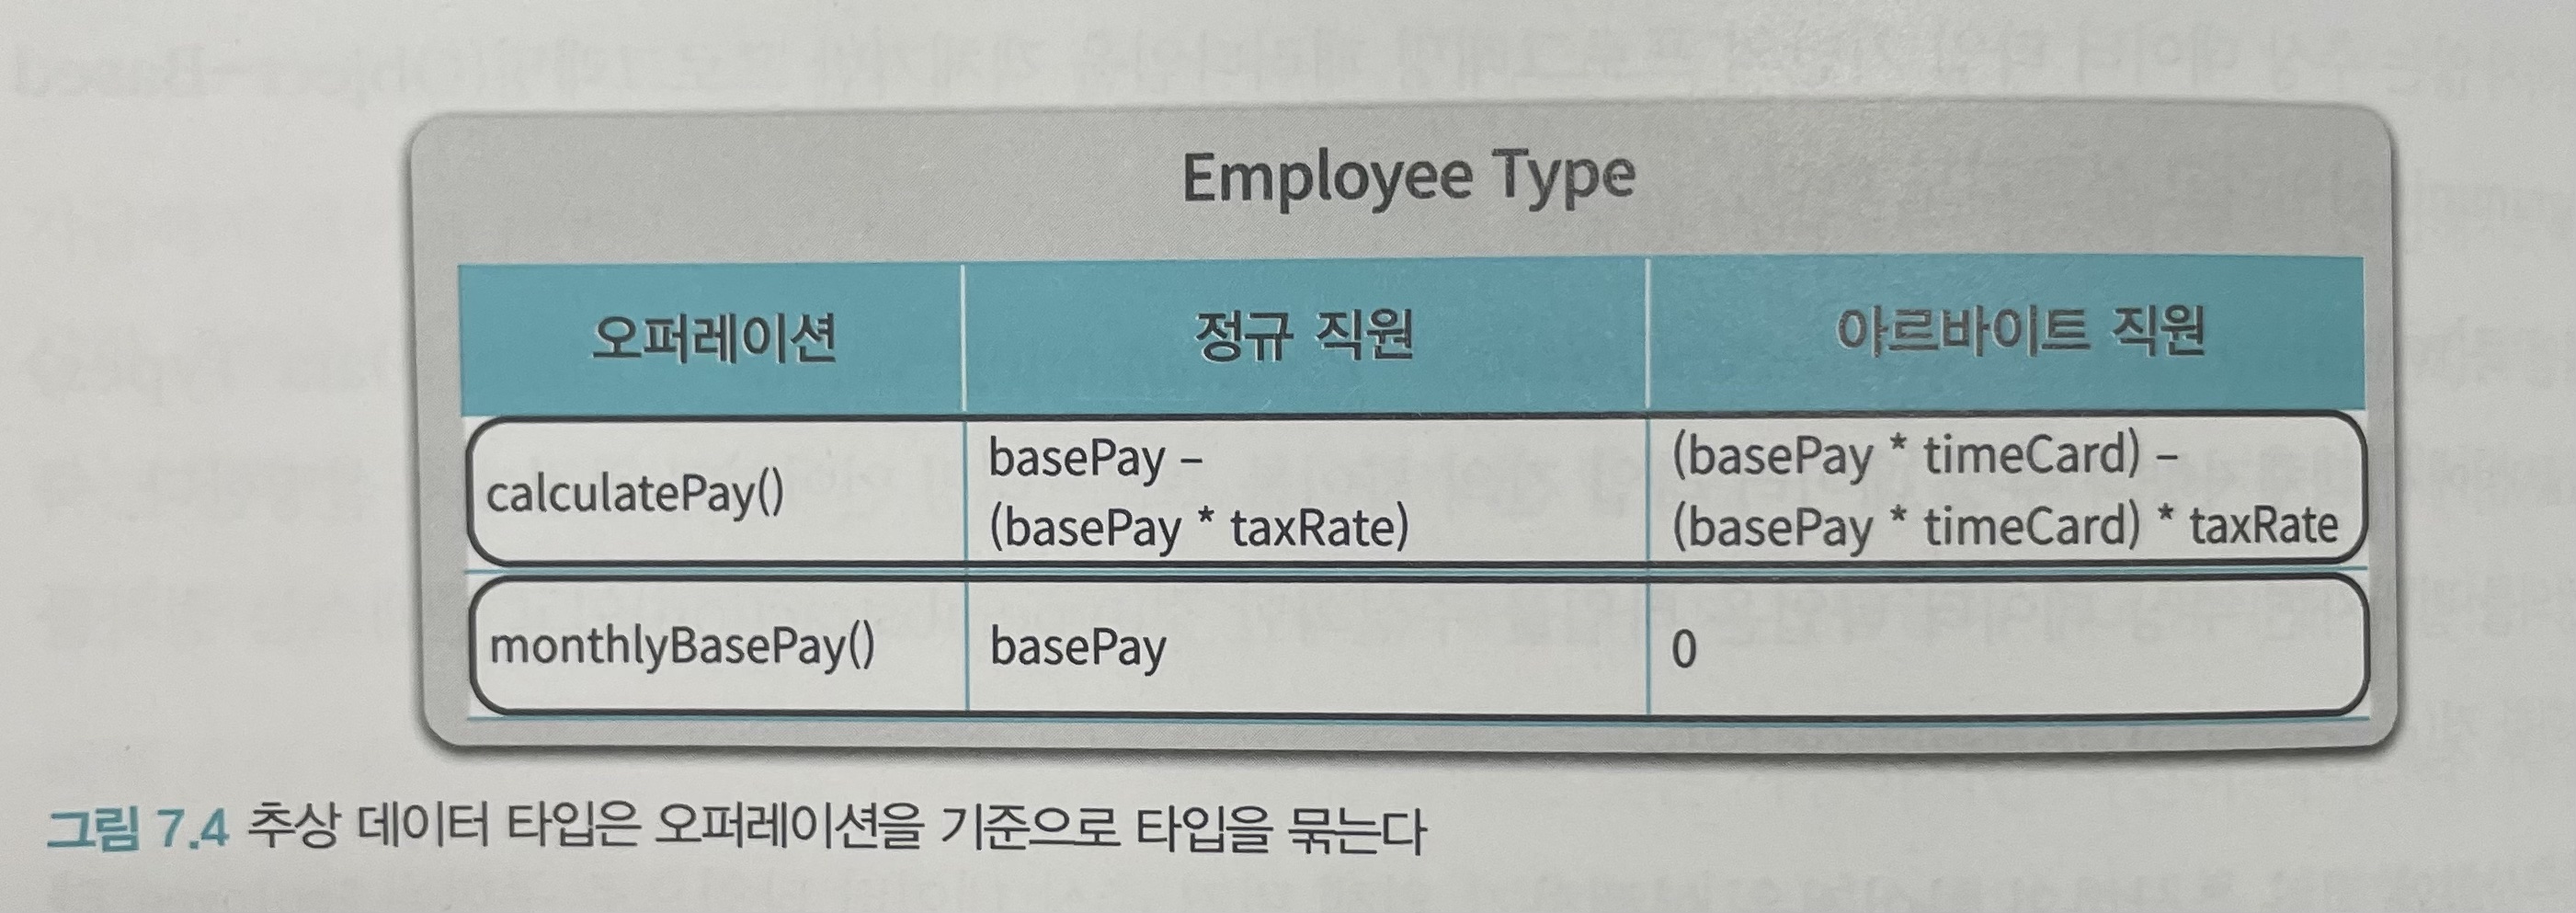 Employee Type
오퍼레이션 정규 직원 아르바이트 직원
calculatePay() basePay – (basePay * timeCard) –
(basePay * taxRate) (basePay * timeCard) * taxRate
monthlyBasePay() basePay 0
그림 7.4 추상 데이터 타입은 오퍼레이션을 기준으로 타입을 묶는다